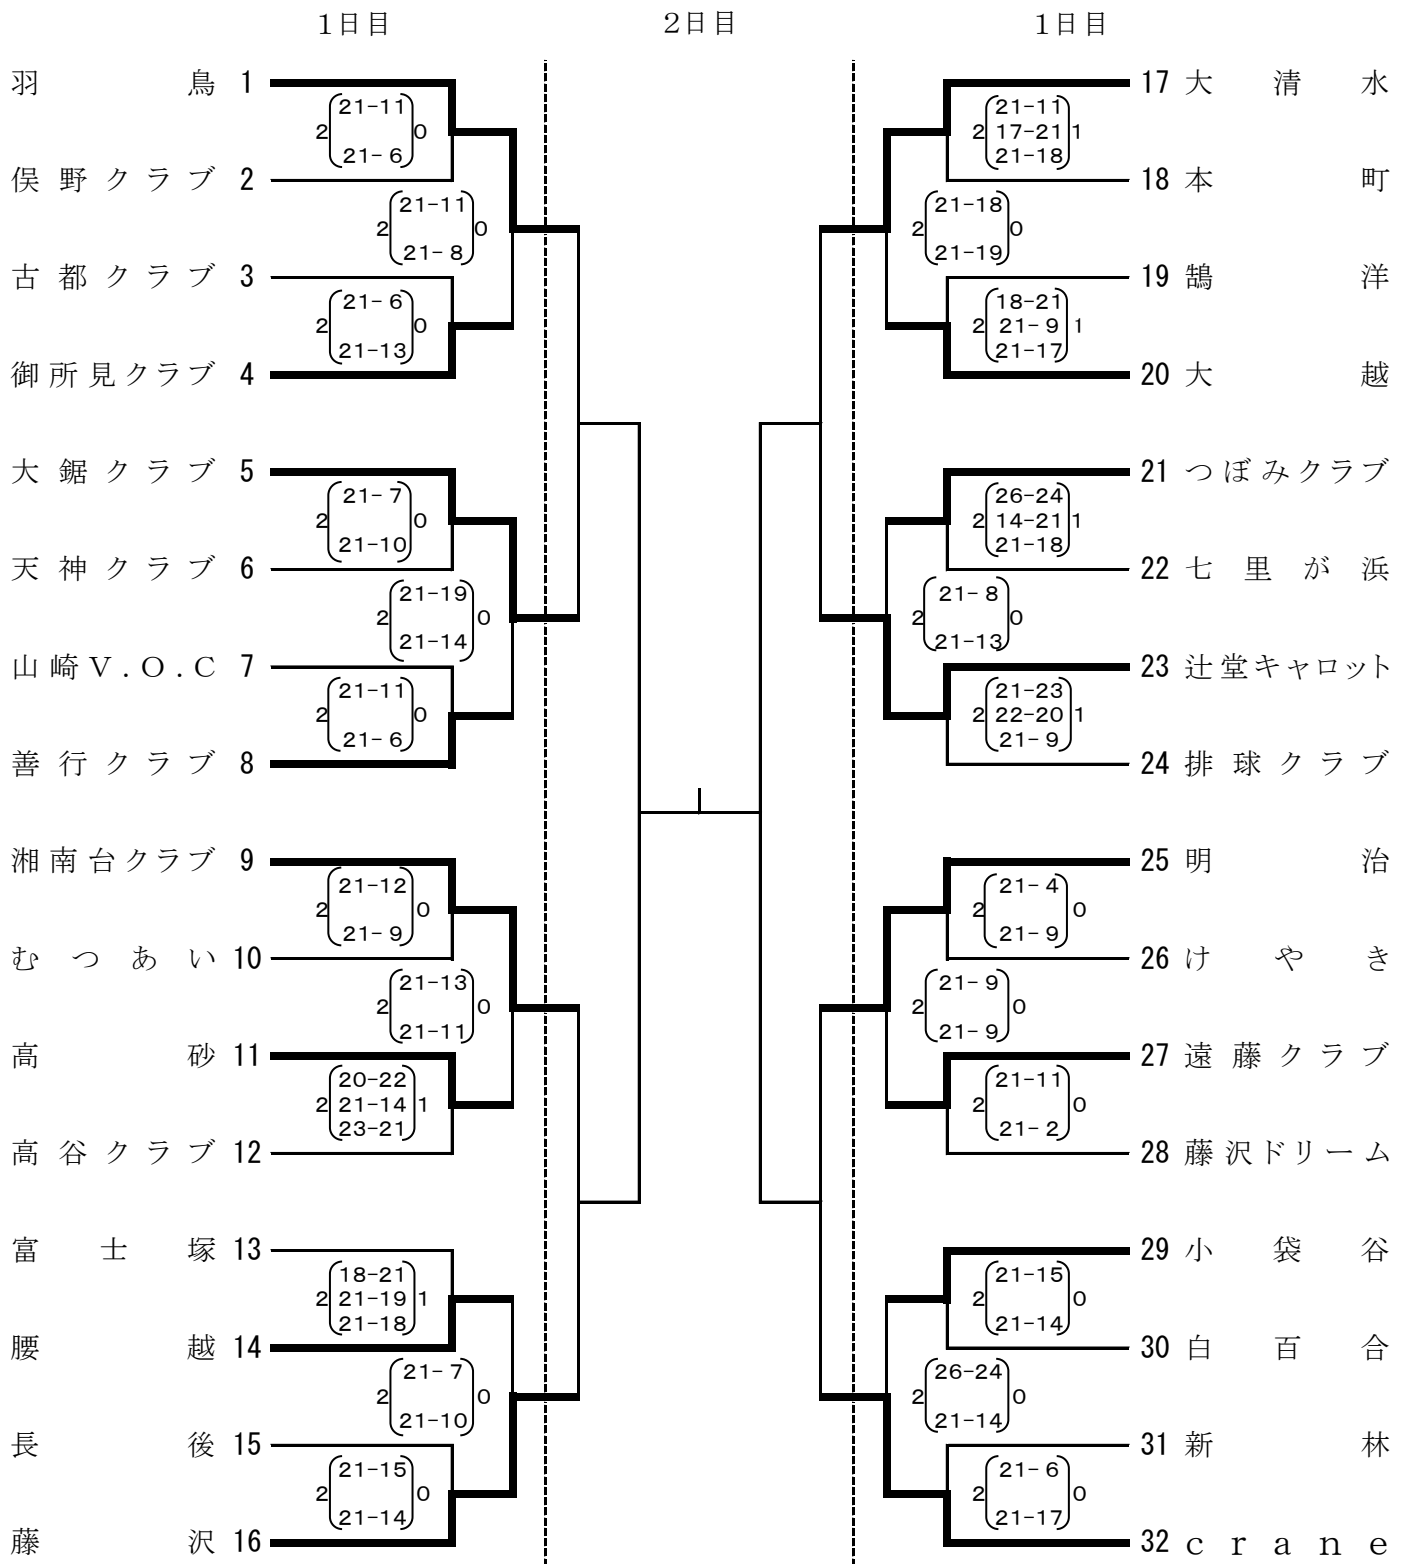 1日目 2日目 1日目
羽鳥 1 17 大清水
2 21-11 21-6 0 2 21-11 17-21 21-18 1
俣野クラブ 2 18 本町
2 21-11 21-8 0 2 21-18 21-19 0
古都クラブ 3 19 鵠洋
2 21-6 21-13 0 2 18-21 21-9 21-17 1
御所見クラブ 4 20 大越
大鋸クラブ 5 21 つぼみクラブ
2 21-7 21-10 0 2 26-24 14-21 21-18 1
天神クラブ 6 22 七里が浜
2 21-19 21-14 0 2 21-8 21-13 0
山崎V.O.C 7 23 辻堂キャロット
2 21-11 21-6 0 2 21-23 22-20 21-9 1
善行クラブ 8 24 排球クラブ
湘南台クラブ 9 25 明治
2 21-12 21-9 0 2 21-4 21-9 0
むつあい 10 26 けやき
2 21-13 21-11 0 2 21-9 21-9 0
高砂 11 27 遠藤クラブ
2 20-22 21-14 23-21 1 2 21-11 21-2 0
高谷クラブ 12 28 藤沢ドリーム
富士塚 13 29 小袋谷
2 18-21 21-19 21-18 1 2 21-15 21-14 0
腰越 14 30 白百合
2 21-7 21-10 0 2 26-24 21-14 0
長後 15 31 新林
2 21-15 21-14 0 2 21-6 21-17 0
藤沢 16 32 crane